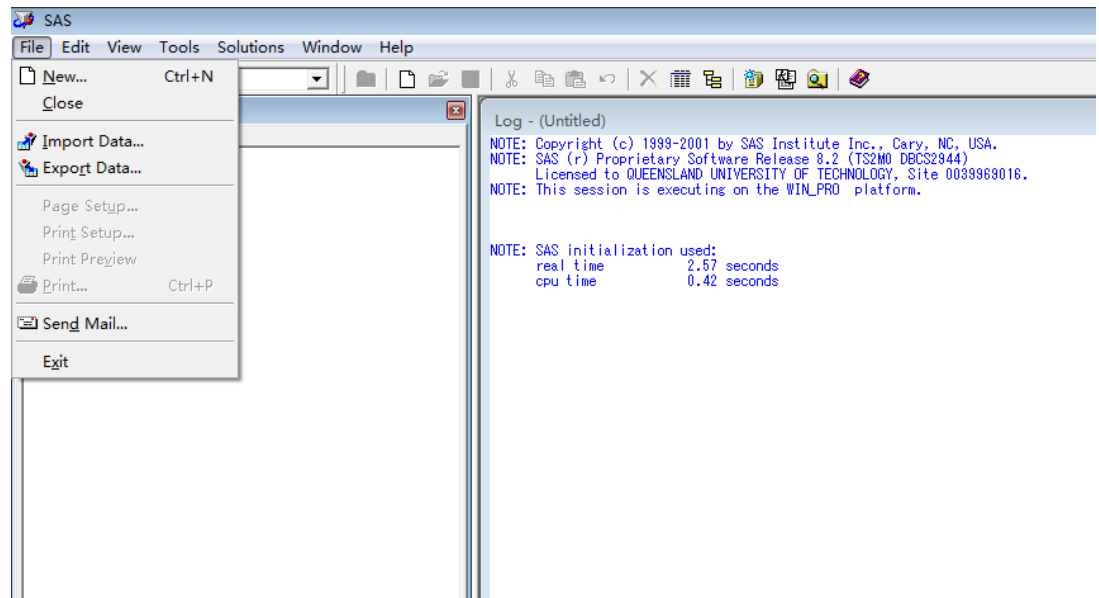 SAS
File Edit View Tools Solutions Window Help
New... Ctrl+N
Close
Import Data...
Export Data...
Page Setup...
Print Setup...
Print Preview
Print... Ctrl+P
Send Mail...
Exit
Log - (Untitled)
NOTE: Copyright (c) 1999-2001 by SAS Institute Inc., Cary, NC, USA.
NOTE: SAS (r) Proprietary Software Release 8.2 (TS2M0 DBCS2944)
Licensed to QUEENSLAND UNIVERSITY OF TECHNOLOGY, Site 0039969016.
NOTE: This session is executing on the WIN_PRO platform.
NOTE: SAS initialization used:
real time 2.57 seconds
cpu time 0.42 seconds